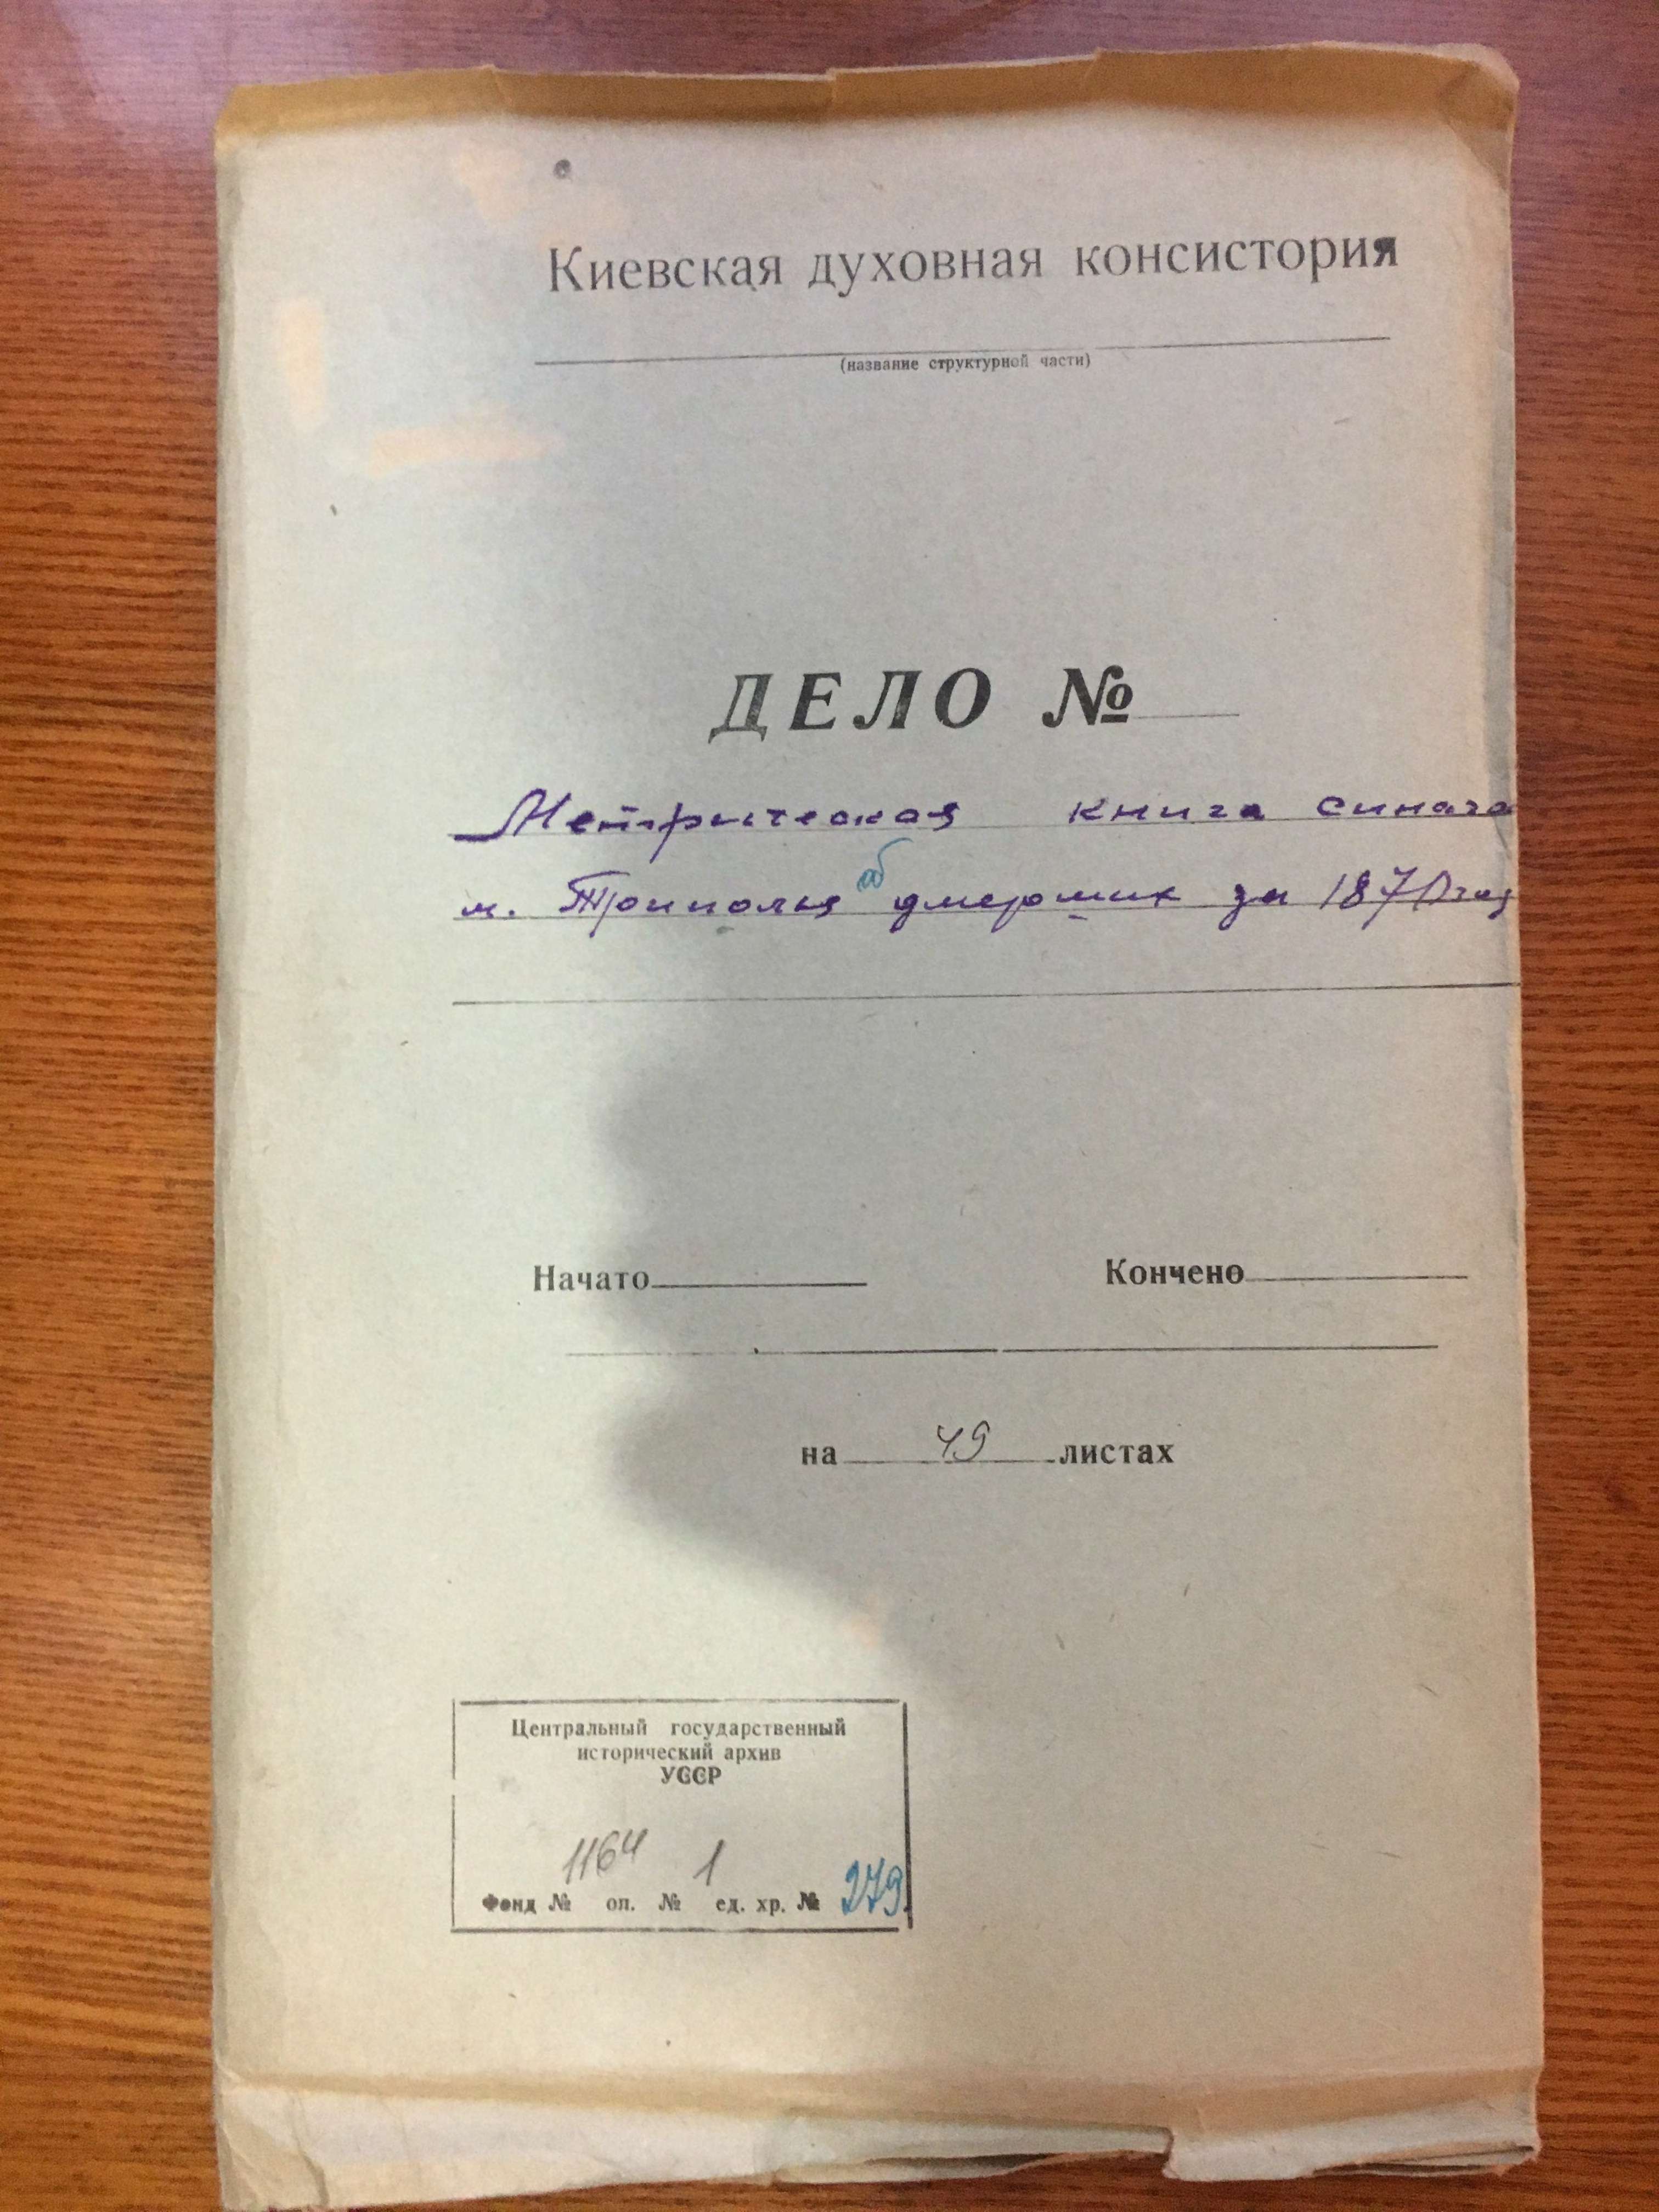 Киевская духовная консистория
(название структурной части)
ДЕЛО №
Метрическая книга синаго
м. Триполья об умерших за 1870 год
Начато
Кончено
на 49 листах
Центральный государственный
исторический архив
УССР
1164 1 279
Фонд № оп. № ед. хр. №